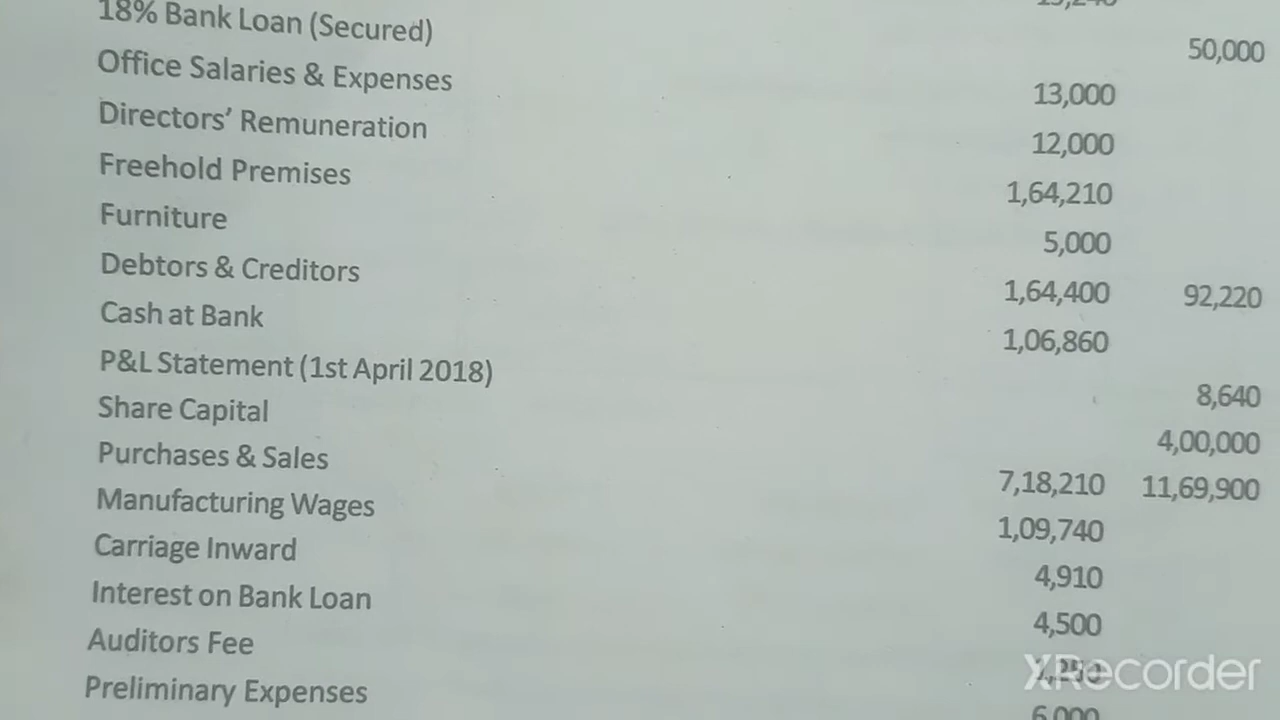 18% Bank Loan (Secured) 50,000
Office Salaries & Expenses 13,000
Directors' Remuneration 12,000
Freehold Premises 1,64,210
Furniture 5,000
Debtors & Creditors 1,64,400 92,220
Cash at Bank 1,06,860
P&L Statement (1st April 2018) 8,640
Share Capital 4,00,000
Purchases & Sales 7,18,210 11,69,900
Manufacturing Wages 1,09,740
Carriage Inward 4,910
Interest on Bank Loan 4,500
Auditors Fee
Preliminary Expenses 6,000
XRecorder